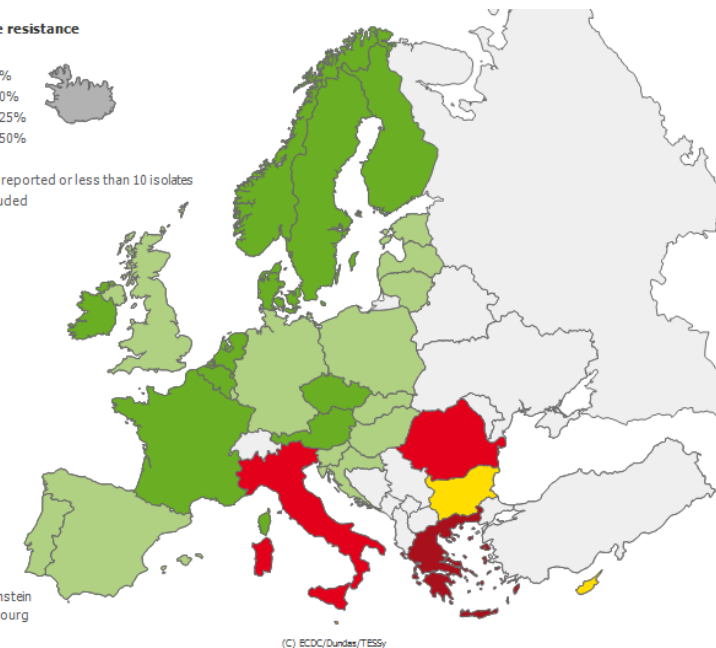 e resistance
%
0%
25%
50%
reported or less than 10 isolates
uded
nstein
ourg
(C) ECDC/Dundas/TESSy